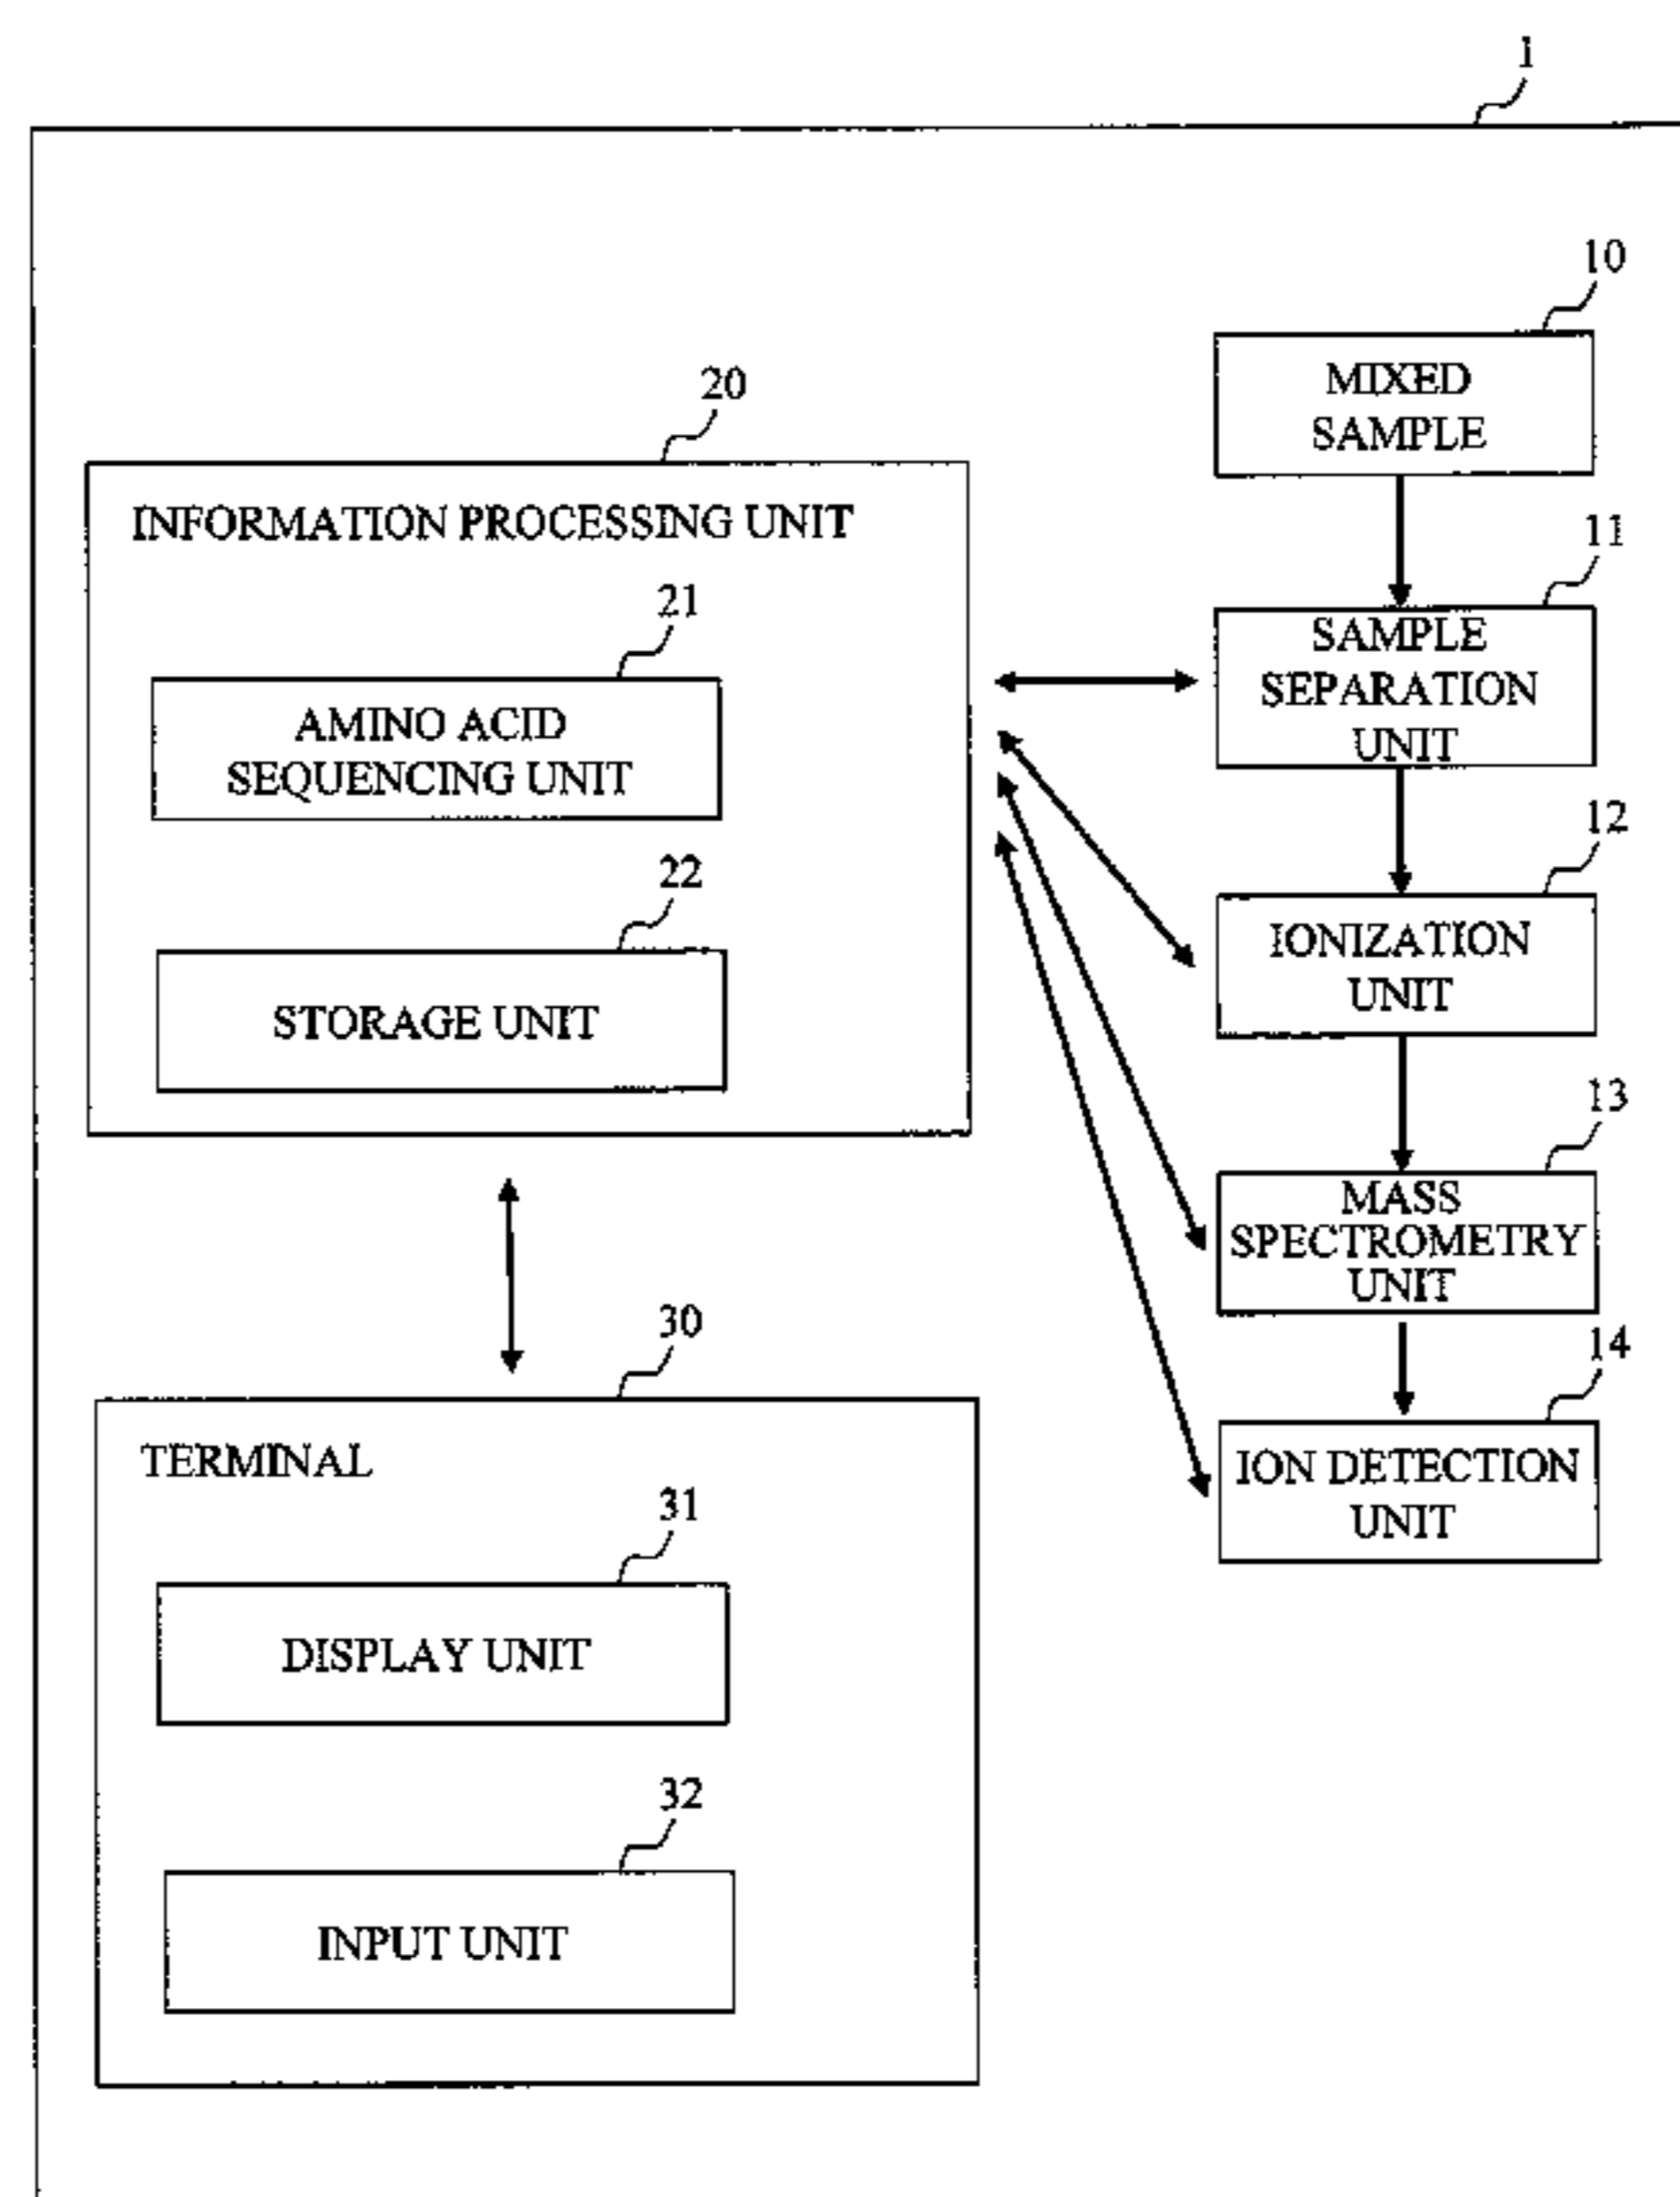 1
10
MIXED
SAMPLE
20
INFORMATION PROCESSING UNIT
11
SAMPLE
SEPARATION
UNIT
21
AMINO ACID
SEQUENCING UNIT
12
IONIZATION
UNIT
22
STORAGE UNIT
13
MASS
SPECTROMETRY
UNIT
30
TERMINAL
14
ION DETECTION
UNIT
31
DISPLAY UNIT
32
INPUT UNIT